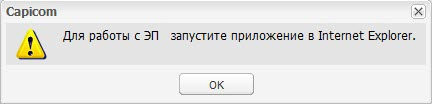 Capicom
Для работы с ЭП запустите приложение в Internet Explorer.
OK